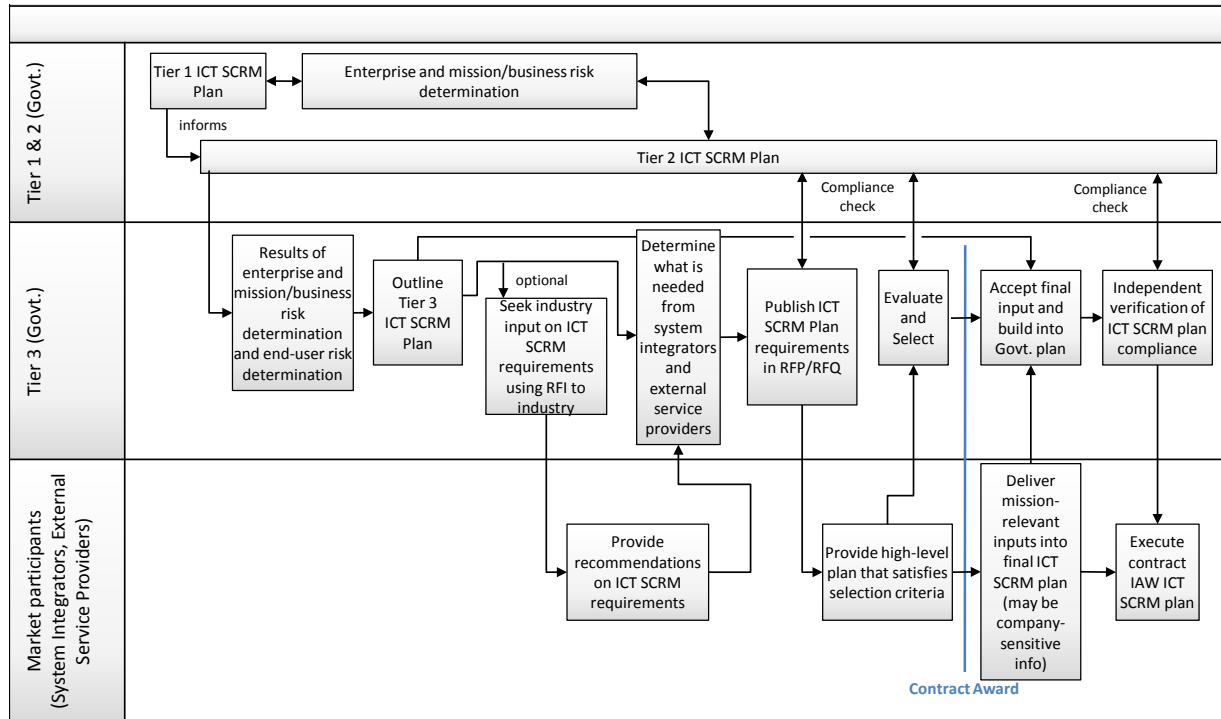 Tier 1 & 2 (Govt.)
Tier 1 ICT SCRM
Plan
Enterprise and mission/business risk
determination
informs
Tier 2 ICT SCRM Plan
Compliance
check
Compliance
check
Tier 3 (Govt.)
Results of
enterprise and
mission/business
risk
determination
and end-user risk
determination
Outline
Tier 3
ICT SCRM
Plan
optional
Seek industry
input on ICT
SCRM
requirements
using RFI to
industry
Determine
what is
needed
from
system
integrators
and
external
service
providers
Publish ICT
SCRM Plan
requirements
in RFP/RFQ
Evaluate
and
Select
Accept final
input and
build into
Govt. plan
Independent
verification of
ICT SCRM plan
compliance
Market participants
(System Integrators, External
Service Providers)
Provide
recommendations
on ICT SCRM
requirements
Provide high-level
plan that satisfies
selection criteria
Deliver
mission-
relevant
inputs into
final ICT
SCRM plan
(may be
company-
sensitive
info)
Execute
contract
IAW ICT
SCRM plan
Contract Award